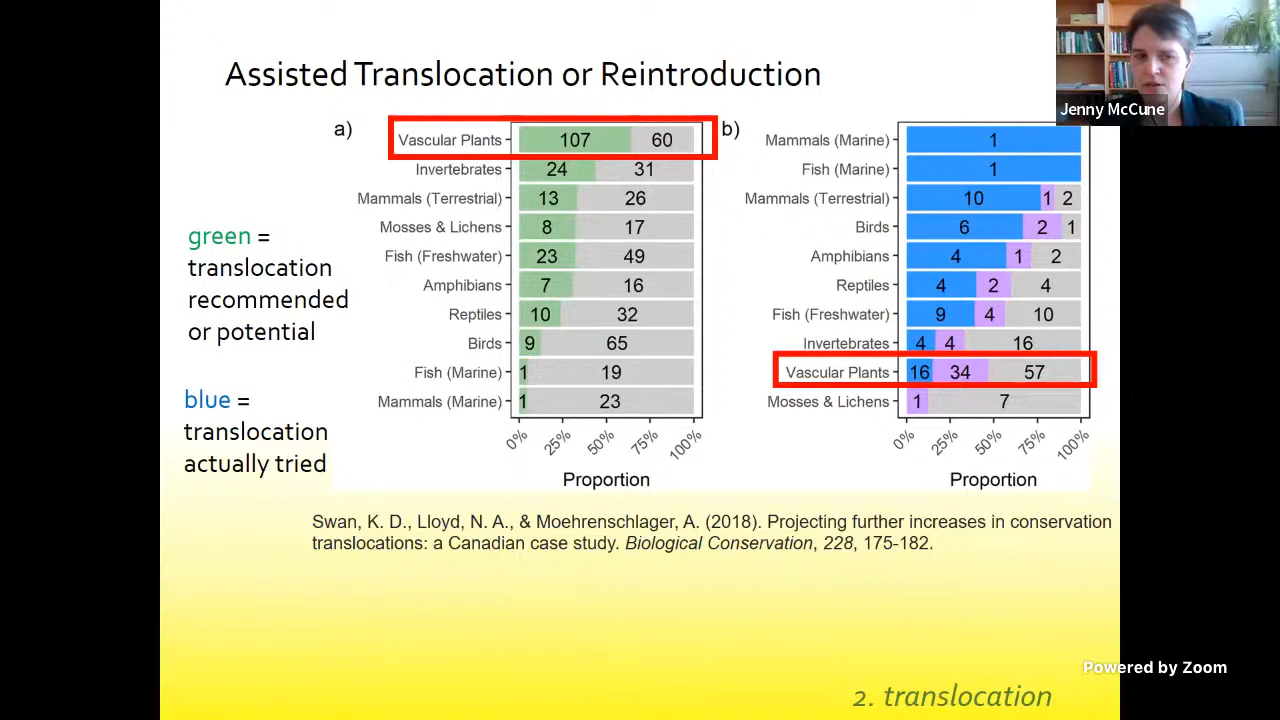 Assisted Translocation or Reintroduction
Jenny McCune
a)
Vascular Plants 107 60
Invertebrates 24 31
Mammals (Terrestrial) 13 26
Mosses & Lichens 8 17
Fish (Freshwater) 23 49
Amphibians 7 16
Reptiles 10 32
Birds 9 65
Fish (Marine) 1 19
Mammals (Marine) 1 23
0% 25% 50% 75% 100%
Proportion
b)
Mammals (Marine) 1
Fish (Marine) 1
Mammals (Terrestrial) 10 1 2
Birds 6 2 1
Amphibians 4 1 2
Reptiles 4 2 4
Fish (Freshwater) 9 4 10
Invertebrates 4 4 16
Vascular Plants 16 34 57
Mosses & Lichens 1 7
0% 25% 50% 75% 100%
Proportion
green =
translocation
recommended
or potential
blue =
translocation
actually tried
Swan, K. D., Lloyd, N. A., & Moehrenschlager, A. (2018). Projecting further increases in conservation
translocations: a Canadian case study. Biological Conservation, 228, 175-182.
Powered by Zoom
2. translocation